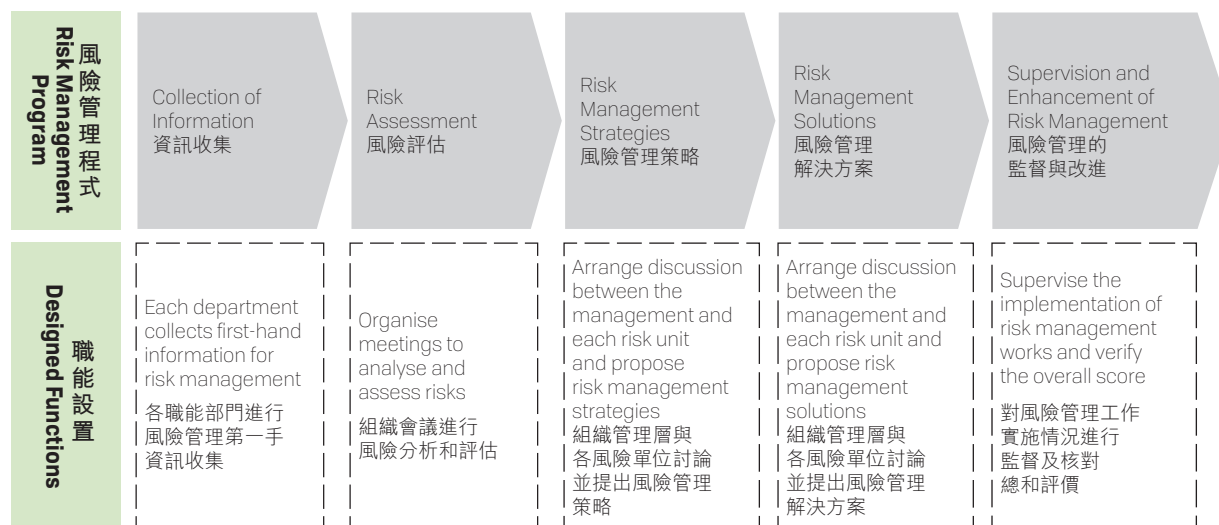 風險管理程式
Risk Management
Program
Collection of
Information
資訊收集
Risk
Assessment
風險評估
Risk
Management
Strategies
風險管理策略
Risk
Management
Solutions
風險管理
解決方案
Supervision and
Enhancement of
Risk Management
風險管理的
監督與改進
職能設置
Designed Functions
Each department
collects first-hand
information for
risk management
各職能部門進行
風險管理第一手
資訊收集
Organise
meetings to
analyse and
assess risks
組織會議進行
風險分析和評估
Arrange discussion
between the
management and
each risk unit
and propose
risk management
strategies
組織管理層與
各風險單位討論
並提出風險管理
策略
Arrange discussion
between the
management and
each risk unit and
propose risk
management
solutions
組織管理層與
各風險單位討論
並提出風險管理
解決方案
Supervise the
implementation of
risk management
works and verify
the overall score
對風險管理工作
實施情況進行
監督及核對
總和評價